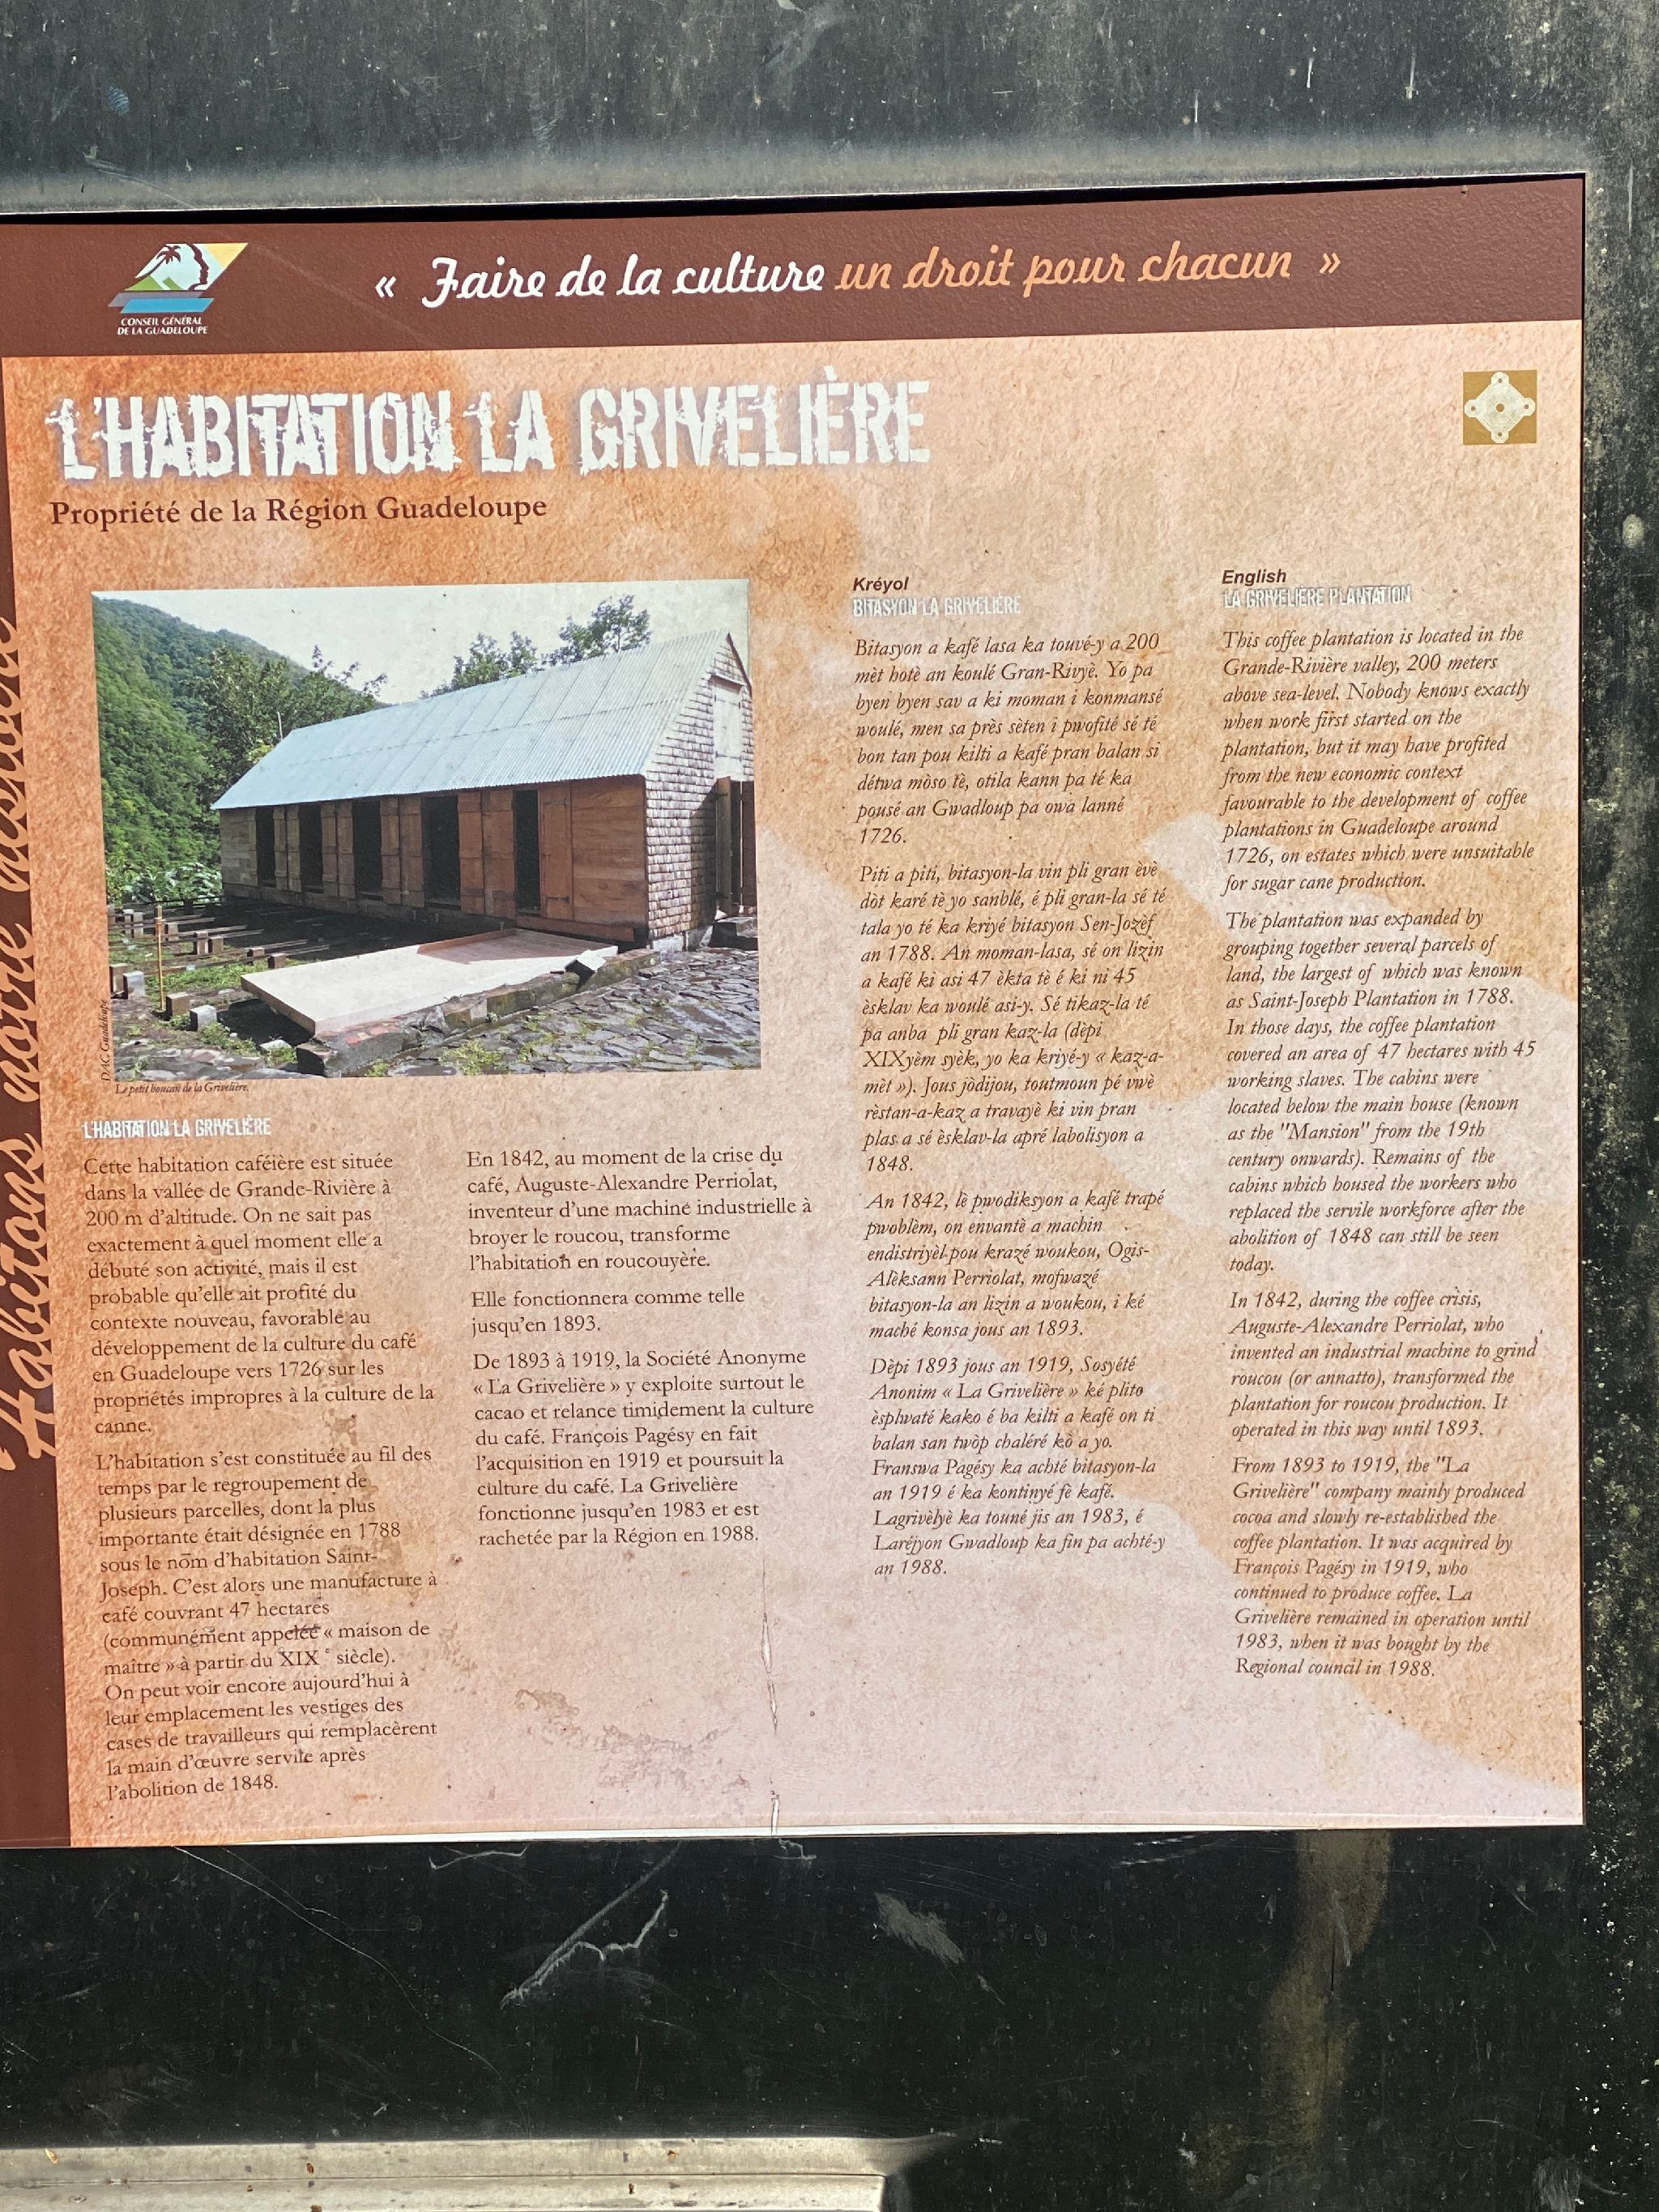 CONSEIL GÉNÉRAL
DE LA GUADELOUPE
« Faire de la culture un droit pour chacun »
L'HABITATION LA GRIVELIÈRE
Propriété de la Région Guadeloupe
DAC Guadeloupe
Le petit boucan de la Grivelière.
L'HABITATION LA GRIVELIÈRE
Cette habitation caféière est située
dans la vallée de Grande-Rivière à
200 m d'altitude. On ne sait pas
exactement à quel moment elle a
débuté son activité, mais il est
probable qu'elle ait profité du
contexte nouveau, favorable au
développement de la culture du café
en Guadeloupe vers 1726 sur les
propriétés impropres à la culture de la
canne.
L'habitation s'est constituée au fil des
temps par le regroupement de
plusieurs parcelles, dont la plus
importante était désignée en 1788
sous le nom d'habitation Saint-
Joseph. C'est alors une manufacture à
café couvrant 47 hectares
(communément appelée « maison de
maître » à partir du XIX e siècle).
On peut voir encore aujourd'hui à
leur emplacement les vestiges des
cases de travailleurs qui remplacèrent
la main d'œuvre servile après
l'abolition de 1848.
En 1842, au moment de la crise du
café, Auguste-Alexandre Perriolat,
inventeur d'une machine industrielle à
broyer le roucou, transforme
l'habitation en roucouyère.
Elle fonctionnera comme telle
jusqu'en 1893.
De 1893 à 1919, la Société Anonyme
« La Grivelière » y exploite surtout le
cacao et relance timidement la culture
du café. François Pagésy en fait
l'acquisition en 1919 et poursuit la
culture du café. La Grivelière
fonctionne jusqu'en 1983 et est
rachetée par la Région en 1988.
Kréyol
BITASYON LA GRIVELIÈRE
Bitasyon a kafé lasa ka touvé-y a 200
mèt hotè an koulé Gran-Rivyè. Yo pa
byen byen sav a ki moman i konmansé
woulé, men sa près sèten i pwofité sé té
bon tan pou kilti a kafé pran balan si
détwa mòso tè, otila kann pa té ka
pousé an Gwadloup pa owa lanné
1726.
Piti a piti, bitasyon-la vin pli gran èvè
dòt karé tè yo sanblé, é pli gran-la sé té
tala yo té ka kriyé bitasyon Sen-Jozèf
an 1788. An moman-lasa, sé on lizin
a kafé ki asi 47 èkta tè é ki ni 45
èsklav ka woulé asi-y. Sé tikaz-la té
pa anba pli gran kaz-la (dèpi
XIXyèm syèk, yo ka kriyé-y « kaz-a-
mèt »). Jous jòdijou, toutmoun pé vwè
rèstan-a-kaz a travayè ki vin pran
plas a sé èsklav-la apré labolisyon a
1848.
An 1842, lè pwodiksyon a kafé trapé
pwoblèm, on envantè a machin
endistriyèl pou krazé woukou, Ogis-
Alèksann Perriolat, mofwazé
bitasyon-la an lizin a woukou, i ké
maché konsa jous an 1893.
Dèpi 1893 jous an 1919, Sosyété
Anonim « La Grivelière » ké plito
èsplwaté kako é ba kilti a kafé on ti
balan san twòp chaléré kò a yo.
Franswa Pagésy ka achté bitasyon-la
an 1919 é ka kontinyé fè kafé.
Lagrivèlyè ka touné jis an 1983, é
Laréjyon Gwadloup ka fin pa achté-y
an 1988.
English
LA GRIVELIERE PLANTATION
This coffee plantation is located in the
Grande-Rivière valley, 200 meters
above sea-level. Nobody knows exactly
when work first started on the
plantation, but it may have profited
from the new economic context
favourable to the development of coffee
plantations in Guadeloupe around
1726, on estates which were unsuitable
for sugar cane production.
The plantation was expanded by
grouping together several parcels of
land, the largest of which was known
as Saint-Joseph Plantation in 1788.
In those days, the coffee plantation
covered an area of 47 hectares with 45
working slaves. The cabins were
located below the main house (known
as the "Mansion" from the 19th
century onwards). Remains of the
cabins which housed the workers who
replaced the servile workforce after the
abolition of 1848 can still be seen
today.
In 1842, during the coffee crisis,
Auguste-Alexandre Perriolat, who
invented an industrial machine to grind
roucou (or annatto), transformed the
plantation for roucou production. It
operated in this way until 1893.
From 1893 to 1919, the "La
Grivelière" company mainly produced
cocoa and slowly re-established the
coffee plantation. It was acquired by
François Pagésy in 1919, who
continued to produce coffee. La
Grivelière remained in operation until
1983, when it was bought by the
Regional council in 1988.
Habitons notre